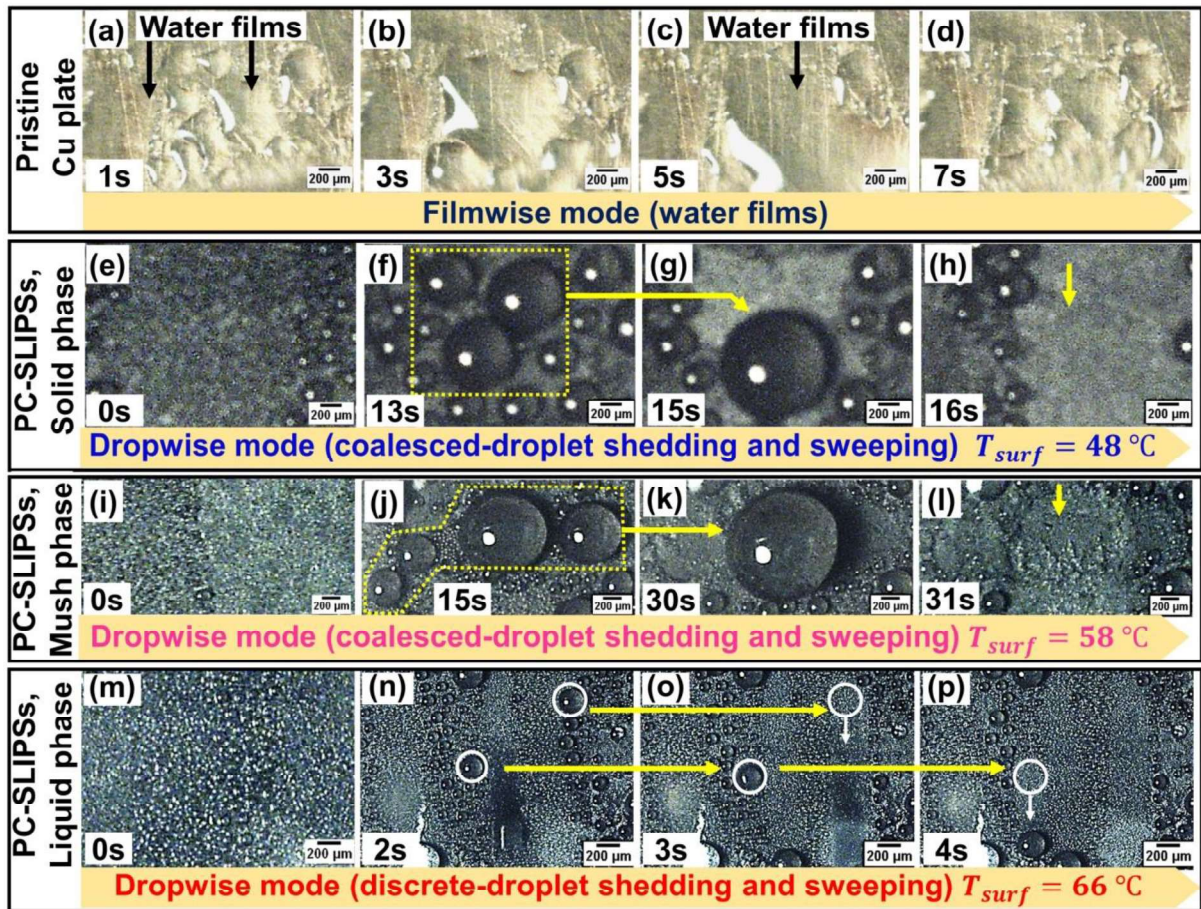 Pristine
Cu plate
(a) Water films
1s
200 μm
(b)
3s
200 μm
(c) Water films
5s
200 μm
(d)
7s
200 μm
Filmwise mode (water films)
PC-SLIPSs,
Solid phase
(e)
0s
200 μm
(f)
13s
200 μm
(g)
15s
200 μm
(h)
16s
200 μm
Dropwise mode (coalesced-droplet shedding and sweeping) T_surf = 48 °C
PC-SLIPSs,
Mush phase
(i)
0s
200 μm
(j)
15s
200 μm
(k)
30s
200 μm
(l)
31s
200 μm
Dropwise mode (coalesced-droplet shedding and sweeping) T_surf = 58 °C
PC-SLIPSs,
Liquid phase
(m)
0s
200 μm
(n)
2s
200 μm
(o)
3s
200 μm
(p)
4s
200 μm
Dropwise mode (discrete-droplet shedding and sweeping) T_surf = 66 °C